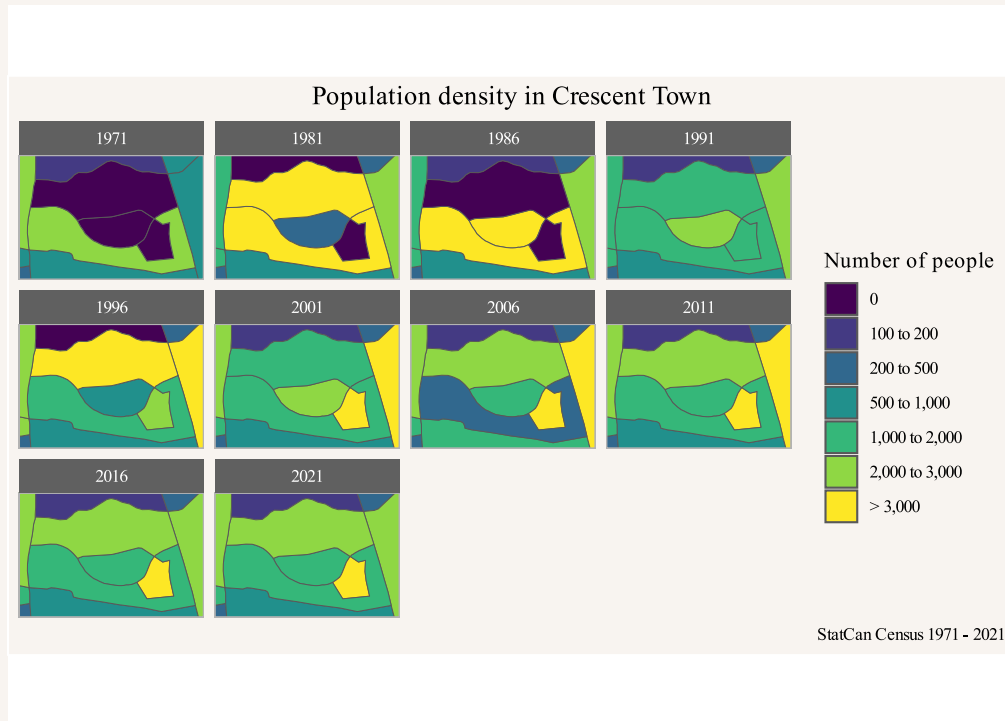 Population density in Crescent Town
1971
1981
1986
1991
1996
2001
2006
2011
2016
2021
Number of people
0
100 to 200
200 to 500
500 to 1,000
1,000 to 2,000
2,000 to 3,000
> 3,000
StatCan Census 1971 - 2021